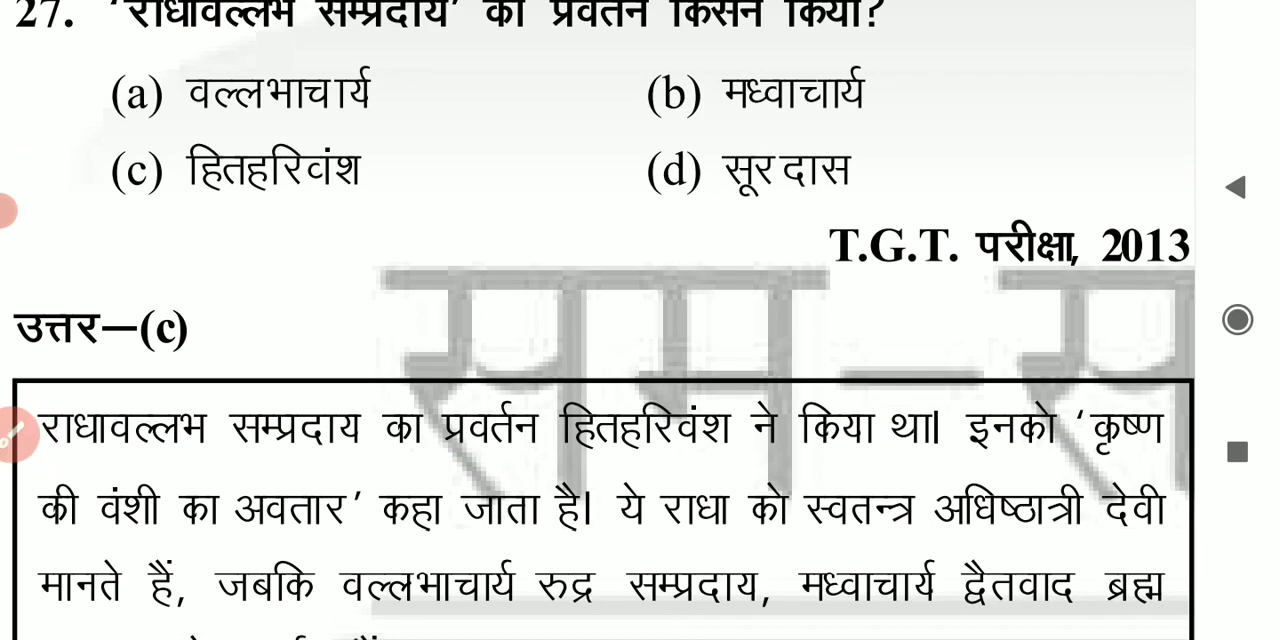 27. 'राधावल्लभ सम्प्रदाय' का प्रवर्तन किसने किया?
(a) वल्लभाचार्य (b) मध्वाचार्य
(c) हितहरिवंश (d) सूरदास
T.G.T. परीक्षा, 2013
उत्तर—(c)
राधावल्लभ सम्प्रदाय का प्रवर्तन हितहरिवंश ने किया था। इनको 'कृष्ण
की वंशी का अवतार' कहा जाता है। ये राधा को स्वतन्त्र अधिष्ठात्री देवी
मानते हैं, जबकि वल्लभाचार्य रुद्र सम्प्रदाय, मध्वाचार्य द्वैतवाद ब्रह्म